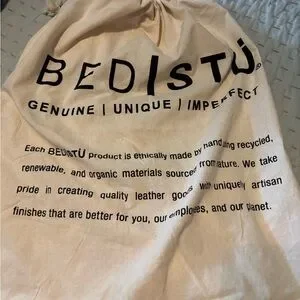 BED|STÜ
GENUINE | UNIQUE | IMPERFECT
Each BED|STÜ product is ethically made by hand using recycled,
renewable, and organic materials sourced from nature. We take
pride in creating quality leather goods with uniquely artisan
finishes that are better for you, our employees, and our planet.